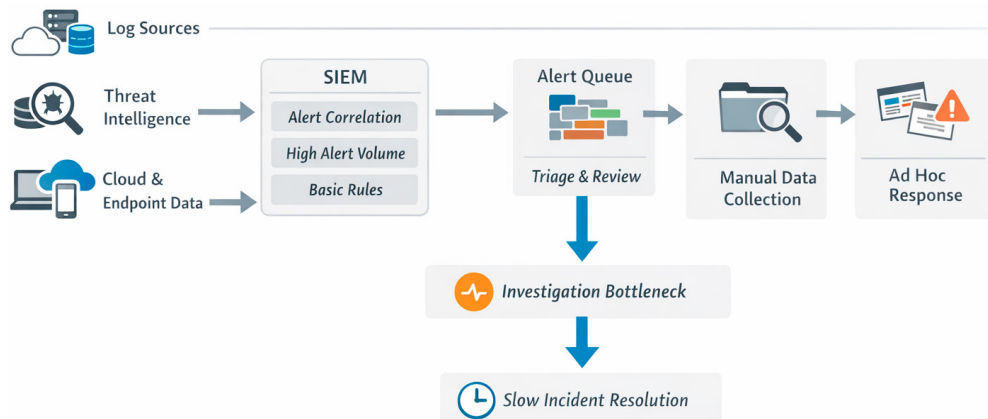 Log Sources
Threat
Intelligence
Cloud &
Endpoint Data
SIEM
Alert Correlation
High Alert Volume
Basic Rules
Alert Queue
Triage & Review
Manual Data
Collection
Ad Hoc
Response
Investigation Bottleneck
Slow Incident Resolution